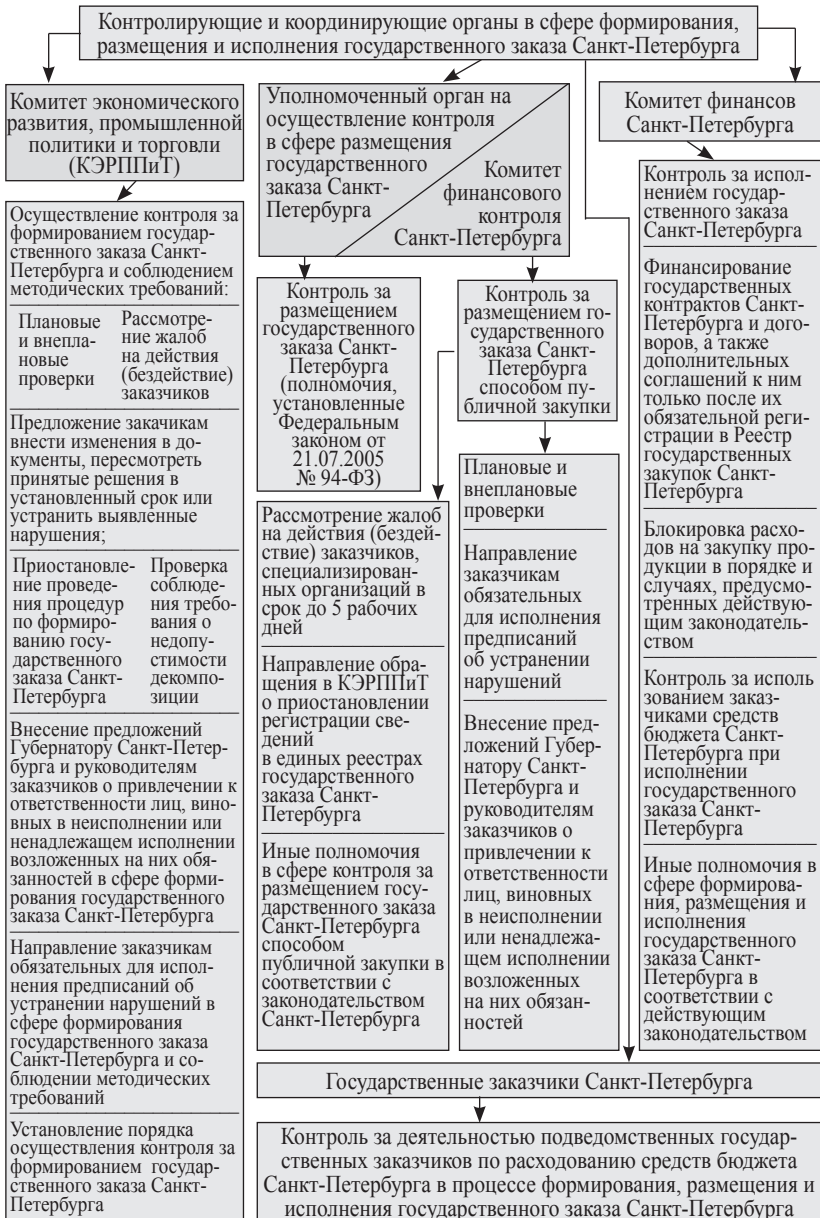 Контролирующие и координирующие органы в сфере формирования,
размещения и исполнения государственного заказа Санкт-Петербурга
Комитет экономического
развития, промышленной
политики и торговли
(КЭРППиТ)
Осуществление контроля за
формированием государ-
ственного заказа Санкт-
Петербурга и соблюдением
методических требований:
Плановые
и внепла-
новые
проверки
Рассмотре-
ние жалоб
на действия
(бездействие)
заказчиков
Предложение закачикам
внести изменения в до-
кументы, пересмотреть
принятые решения в
установленный срок или
устранить выявленные
нарушения;
Приостановле-
ние проведе-
ния процедур
по формиро-
ванию госу-
дарственного
заказа Санкт-
Петербурга
Проверка
соблюде-
ния требо-
вания о
недопу-
стимости
декомпо-
зиции
Внесение предложений
Губернатору Санкт-Петер-
бурга и руководителям
заказчиков о привлечении к
ответственности лиц, вино-
вных в неисполнении или
ненадлежащем исполнении
возложенных на них обя-
занностей в сфере форми-
рования государственного
заказа Санкт-Петербурга
Направление заказчикам
обязательных для испол-
нения предписаний об
устранении нарушений в
сфере формирования
государственного заказа
Санкт-Петербурга и со-
блюдении методических
требований
Установление порядка
осуществления контроля за
формированием государ-
ственного заказа Санкт-
Петербурга
Уполномоченный орган на
осуществление контроля
в сфере размещения
государственного
заказа Санкт-
Петербурга
Комитет
финансового
контроля
Санкт-Петербурга
Контроль за
размещением
государственного
заказа Санкт-
Петербурга
(полномочия,
установленные
Федеральным
законом от
21.07.2005
№ 94-ФЗ)
Контроль за
размещением го-
сударственного
заказа Санкт-
Петербурга
способом пу-
бличной закупки
Рассмотрение жалоб
на действия (бездей-
ствие) заказчиков,
специализирован-
ных организаций в
срок до 5 рабочих
дней
Направление обра-
щения в КЭРППиТ
о приостановлении
регистрации све-
дений
в единых реестрах
государственного
заказа Санкт-
Петербурга
Иные полномочия
в сфере контроля за
размещением госу-
дарственного заказа
Санкт-Петербурга
способом
публичной закупки в
соответствии с
законодательством
Санкт-Петербурга
Плановые и
внеплановые
проверки
Направление
заказчикам
обязательных
для исполнения
предписаний
об устранении
нарушений
Внесение пред-
ложений Губер-
натору Санкт-
Петербурга и
руководителям
заказчиков о
привлечении к
ответственности
лиц, виновных
в неисполнении
или ненадлежа-
щем исполнении
возложенных
на них обязан-
ностей
Комитет финансов
Санкт-Петербурга
Контроль за испол-
нением государ-
ственного заказа
Санкт-Петербурга
Финансирование
государственных
контрактов Санкт-
Петербурга и дого-
воров, а также
дополнительных
соглашений к ним
только после их
обязательной реги-
страции в Реестр
государственных
закупок Санкт-
Петербурга
Блокировка расхо-
дов на закупку про-
дукции в порядке и
случаях, предусмо-
тренных действую-
щим законодатель-
ством
Контроль за исполь
зованием заказ-
чиками средств
бюджета Санкт-
Петербурга при
исполнении
государственного
заказа Санкт-
Петербурга
Иные полномочия в
сфере формирова-
ния, размещения и
исполнения
государственного
заказа Санкт-
Петербурга в
соответствии с
действующим
законодательством
Государственные заказчики Санкт-Петербурга
Контроль за деятельностью подведомственных государ-
ственных заказчиков по расходованию средств бюджета
Санкт-Петербурга в процессе формирования, размещения и
исполнения государственного заказа Санкт-Петербурга